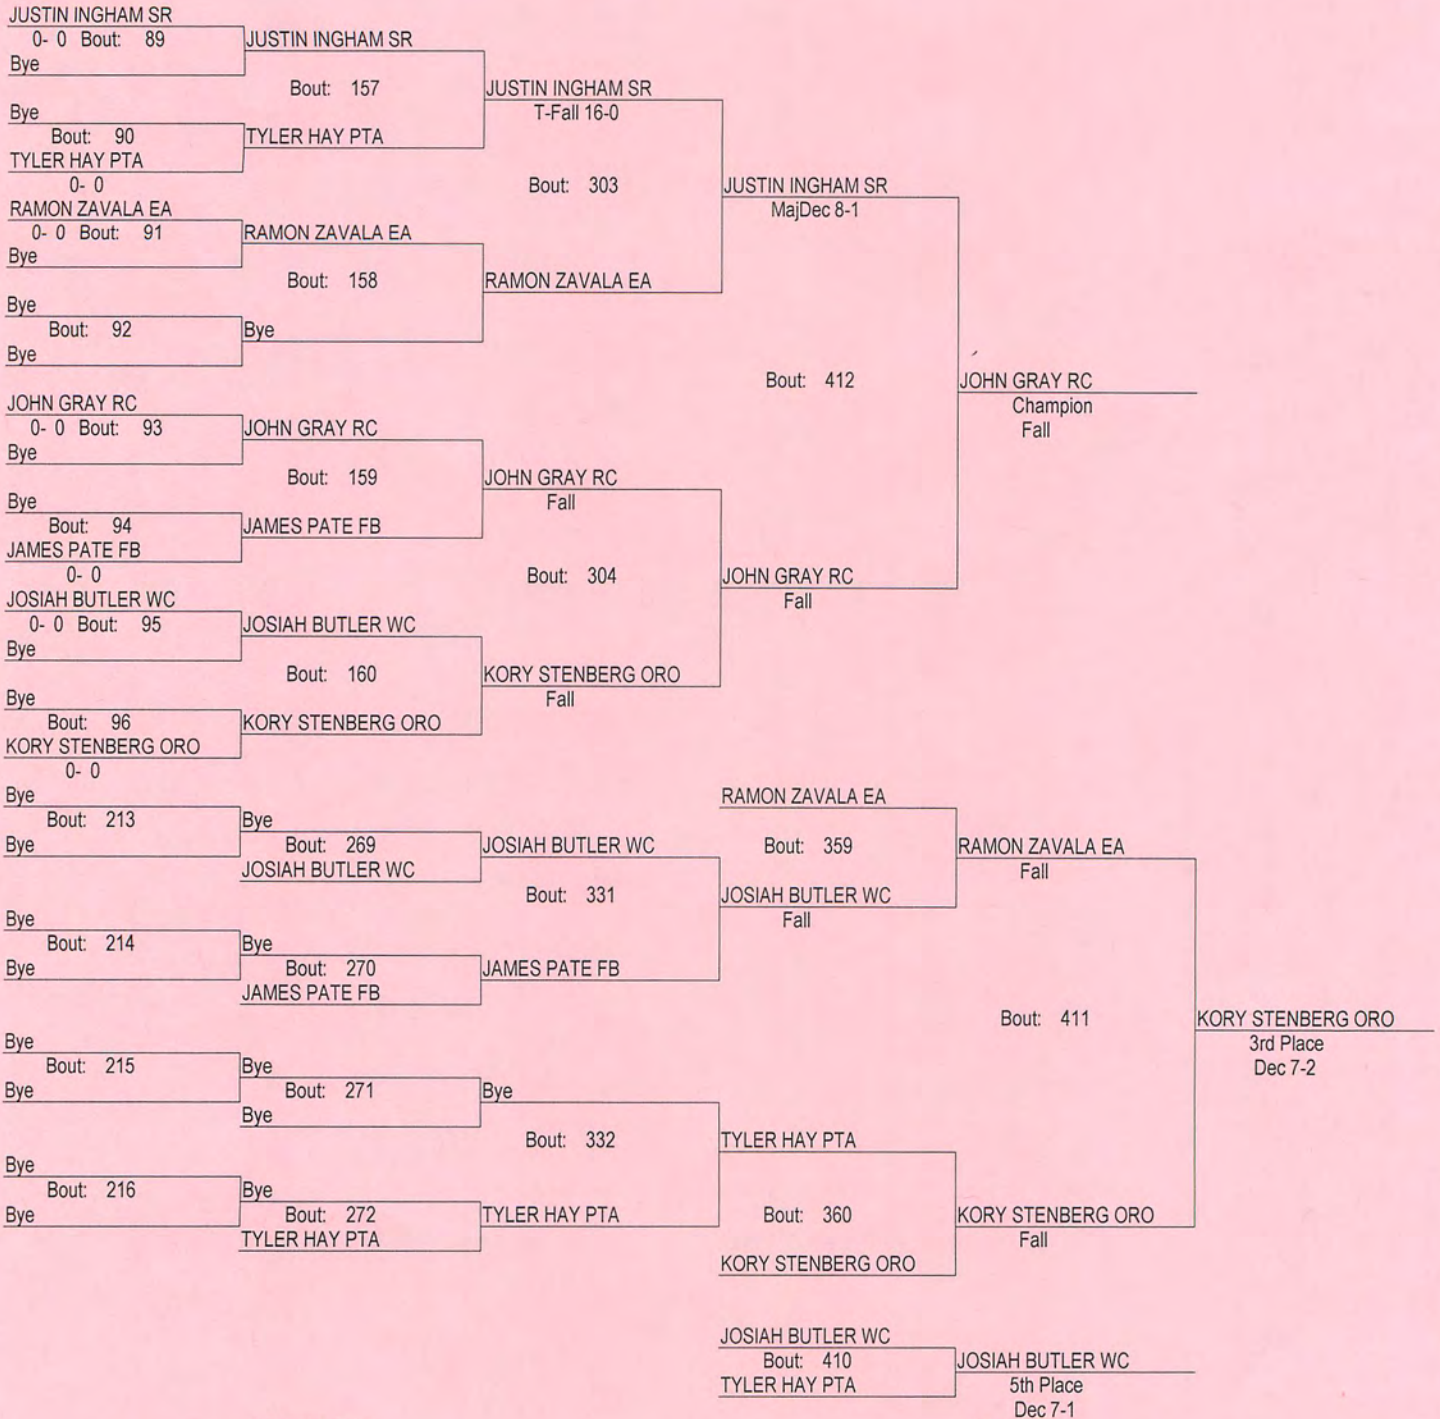 JUSTIN INGHAM SR
0- 0 Bout: 89
Bye
JUSTIN INGHAM SR
Bout: 157
JUSTIN INGHAM SR
T-Fall 16-0
Bye
Bout: 90
TYLER HAY PTA
TYLER HAY PTA
0- 0
Bout: 303
JUSTIN INGHAM SR
MajDec 8-1
RAMON ZAVALA EA
0- 0 Bout: 91
Bye
RAMON ZAVALA EA
Bout: 158
RAMON ZAVALA EA
Bye
Bout: 92
Bye
Bye
Bout: 412
JOHN GRAY RC
Champion
Fall
JOHN GRAY RC
0- 0 Bout: 93
Bye
JOHN GRAY RC
Bout: 159
JOHN GRAY RC
Fall
Bye
Bout: 94
JAMES PATE FB
JAMES PATE FB
0- 0
Bout: 304
JOHN GRAY RC
Fall
JOSIAH BUTLER WC
0- 0 Bout: 95
Bye
JOSIAH BUTLER WC
Bout: 160
KORY STENBERG ORO
Fall
Bye
Bout: 96
KORY STENBERG ORO
KORY STENBERG ORO
0- 0
Bye
Bout: 213
Bye
Bye
Bout: 269
JOSIAH BUTLER WC
JOSIAH BUTLER WC
RAMON ZAVALA EA
Bout: 359
RAMON ZAVALA EA
Fall
Bout: 331
JOSIAH BUTLER WC
Fall
Bye
Bout: 214
Bye
Bye
Bout: 270
JAMES PATE FB
JAMES PATE FB
Bout: 411
KORY STENBERG ORO
3rd Place
Dec 7-2
Bye
Bout: 215
Bye
Bye
Bout: 271
Bye
Bye
Bout: 332
TYLER HAY PTA
Bye
Bout: 216
Bye
Bye
Bout: 272
TYLER HAY PTA
TYLER HAY PTA
Bout: 360
KORY STENBERG ORO
Fall
KORY STENBERG ORO
JOSIAH BUTLER WC
Bout: 410
TYLER HAY PTA
JOSIAH BUTLER WC
5th Place
Dec 7-1